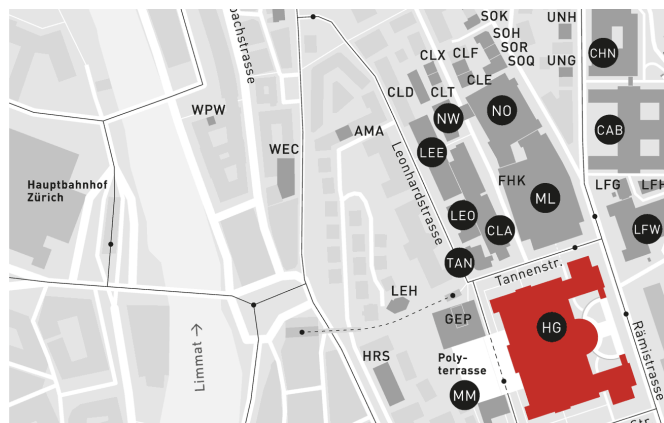 SOK
UNH
SOH
SOR
SOQ
CLX
CLF
CHN
UNG
CLE
CLD
CLT
WPW
NW
NO
CAB
AMA
WEC
LEE
Leonhardstrasse
FHK
Hauptbahnhof
Zürich
LFG
LFH
ML
LEO
CLA
LFW
TAN
Tannenstr.
LEH
GEP
HG
Rämistrasse
Limmat →
HRS
Poly-
terrasse
MM